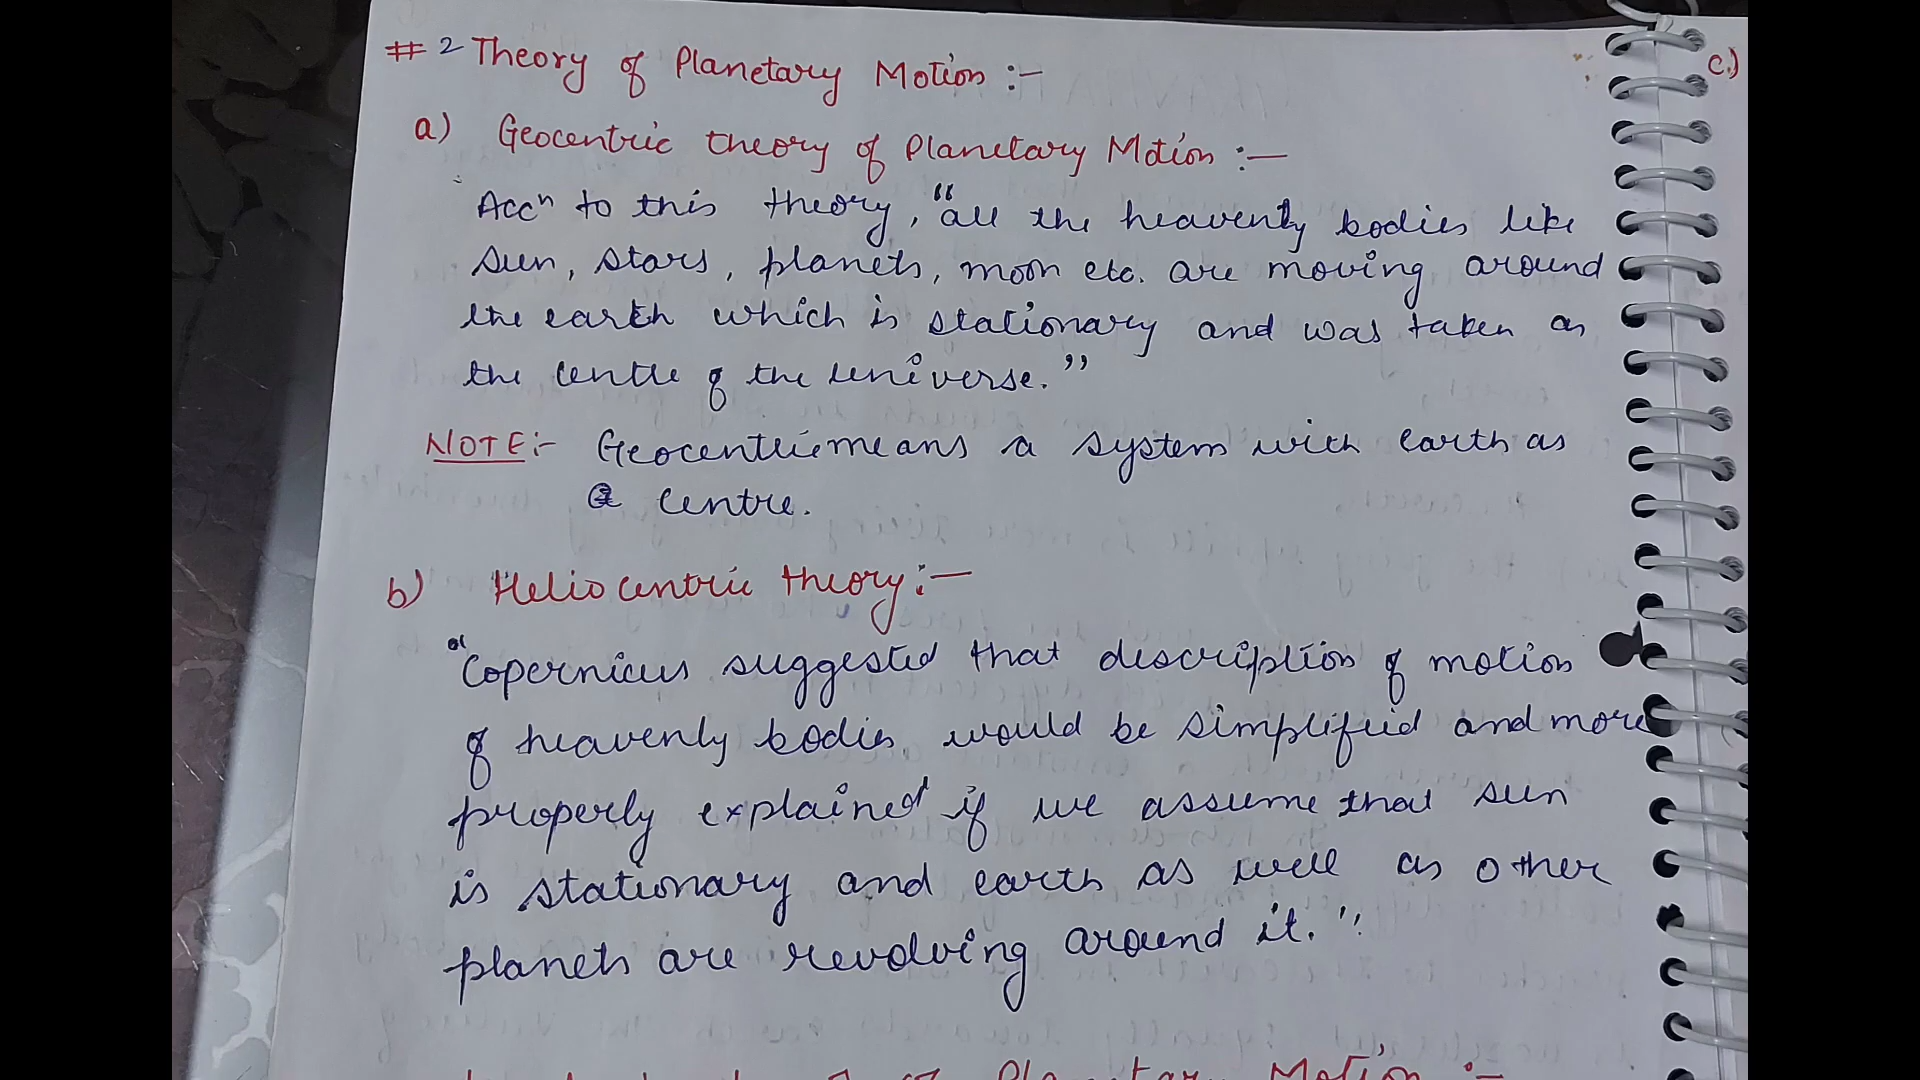 # 2 Theory of Planetary Motion :-
c.)
a) Geocentric theory of Planetary Motion :-
Accⁿ to this theory, "all the heavenly bodies like
sun, stars, planets, moon etc. are moving around
the earth which is stationary and was taken as
the centre of the universe."
NOTE:- Geocentric means a system with earth as
a centre.
b) Heliocentric theory:-
"Copernicus suggested that description of motion
of heavenly bodies would be simplified and more
properly explained if we assume that sun
is stationary and earth as well as other
planets are revolving around it."
Planetary Motion :-